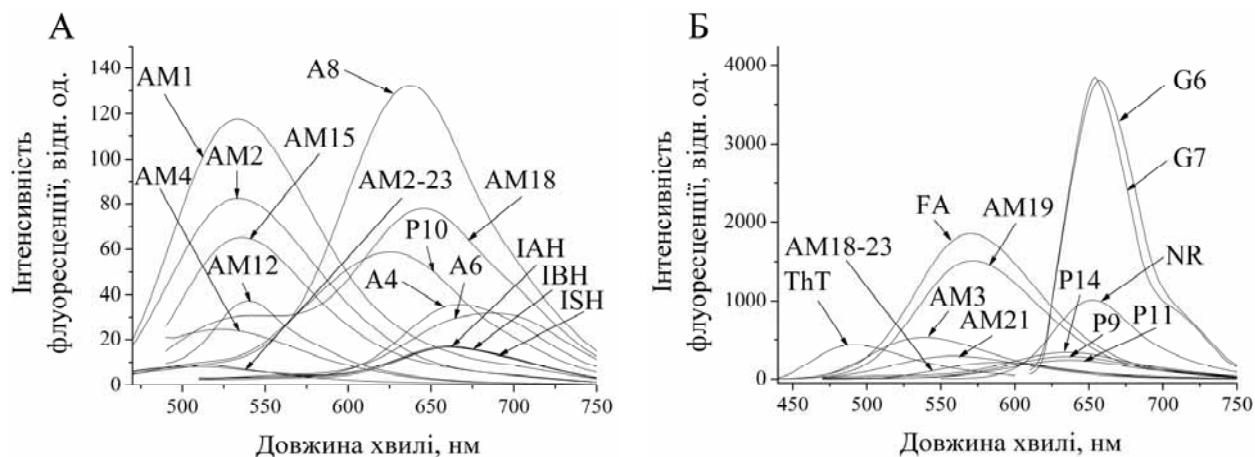 А
Інтенсивність
флуоресценції, відн. од.
140
120
100
80
60
40
20
0
AM1
A8
AM2
AM15
AM4
AM2-23
AM18
P10
IAH
AM12
A4
A6
IBH
ISH
500 550 600 650 700 750
Довжина хвилі, нм
Б
Інтенсивність
флуоресценції, відн. од.
4000
3000
2000
1000
0
G6
G7
FA
AM19
AM18-23
NR
ThT
AM3
P14
AM21
P9
P11
450 500 550 600 650 700 750
Довжина хвилі, нм